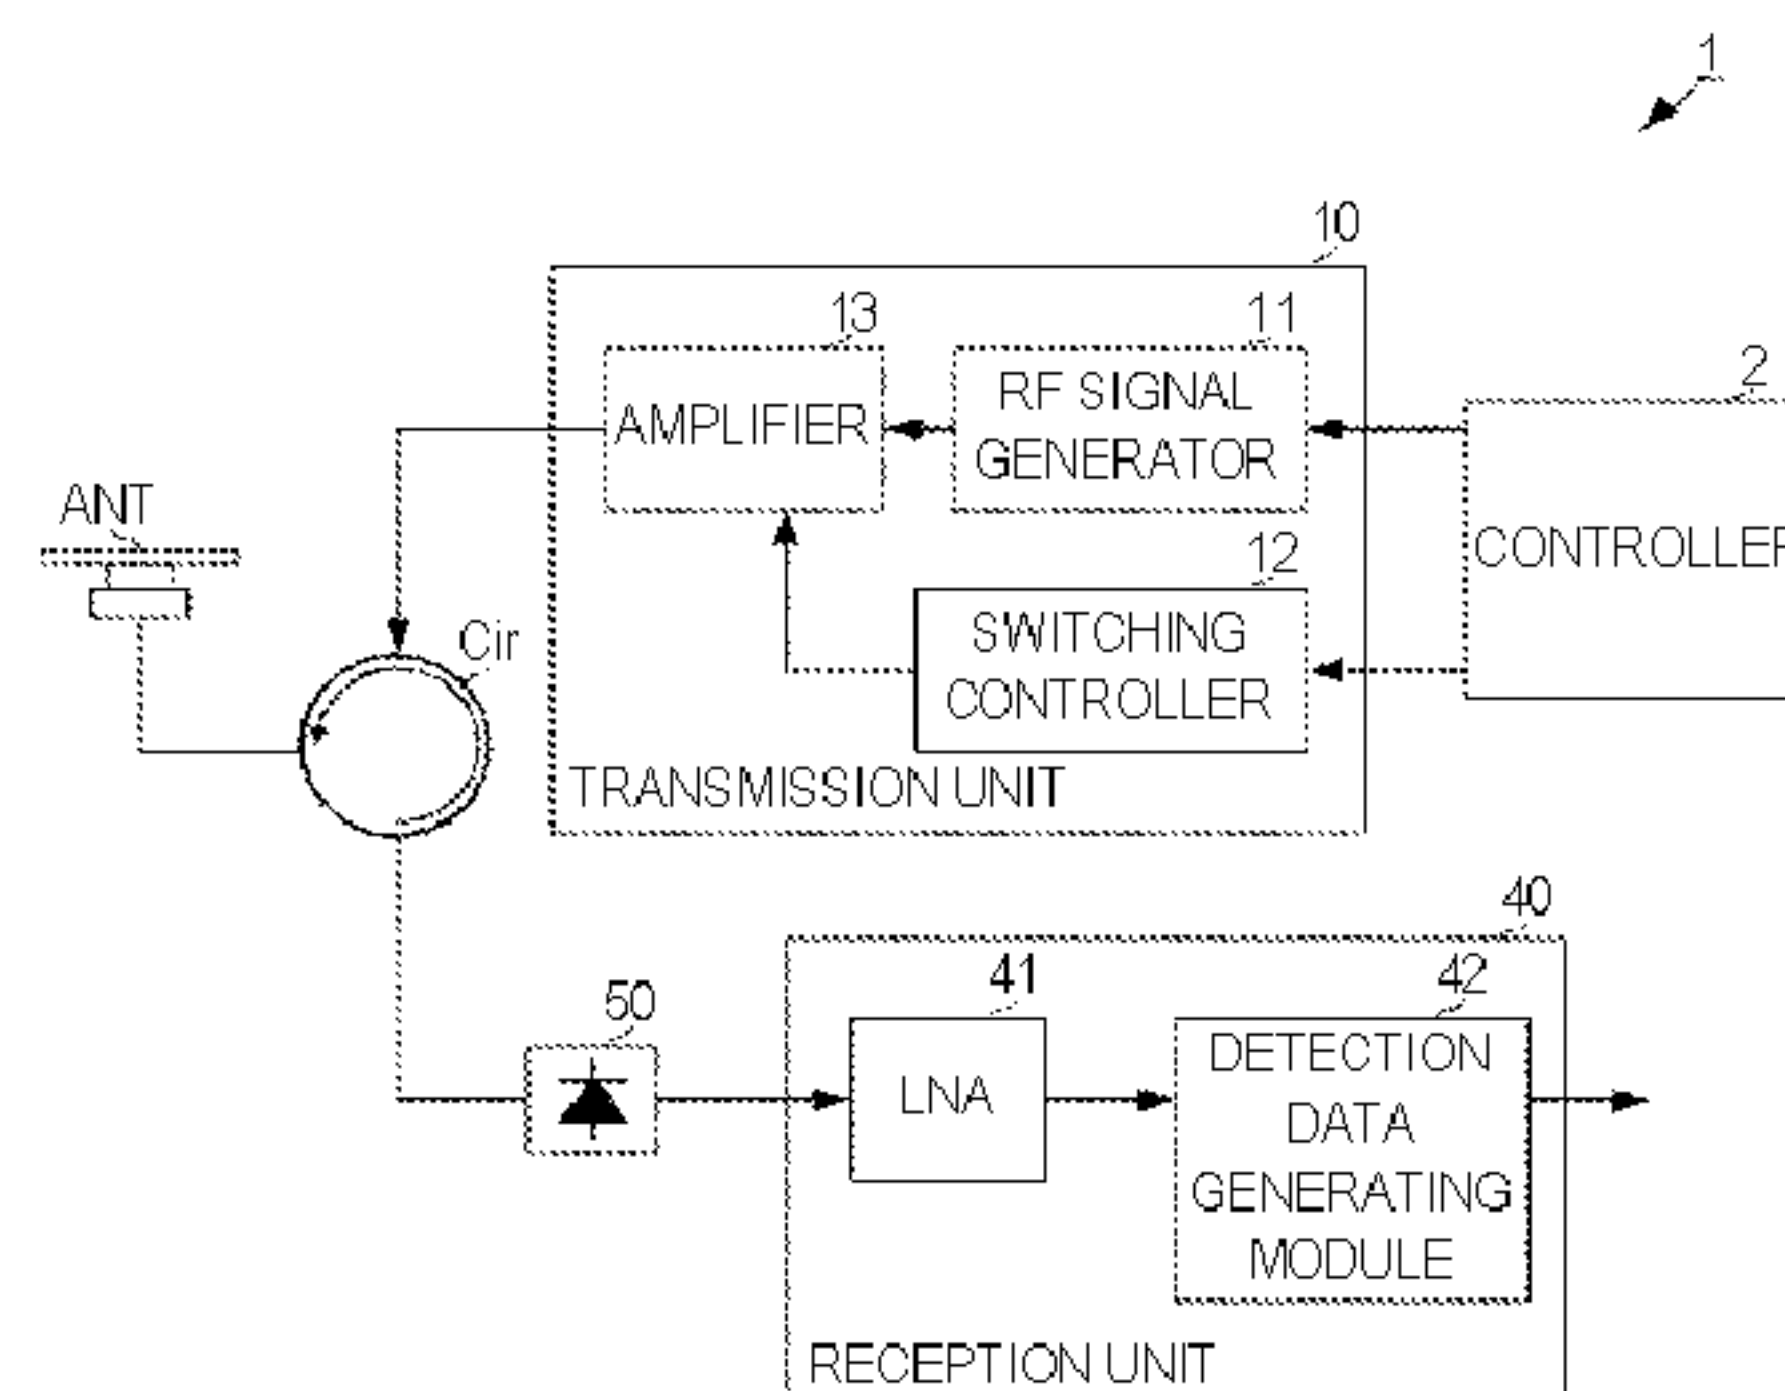 1
10
13
11
2
RF SIGNAL
GENERATOR
AMPLIFIER
ANT
12
CONTROLLER
SWITCHING
CONTROLLER
Cir
TRANSMISSION UNIT
40
41
42
50
DETECTION
DATA
GENERATING
MODULE
LNA
RECEPTION UNIT